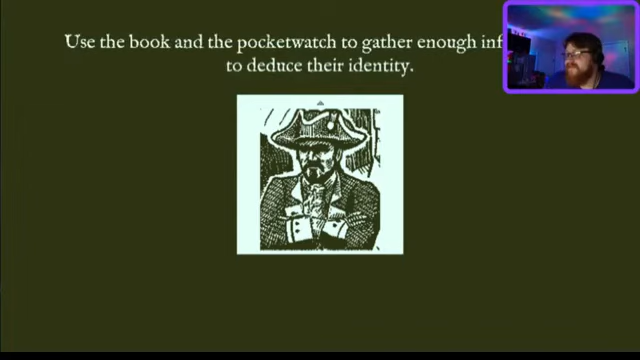 Use the book and the pocketwatch to gather enough
to deduce their identity.